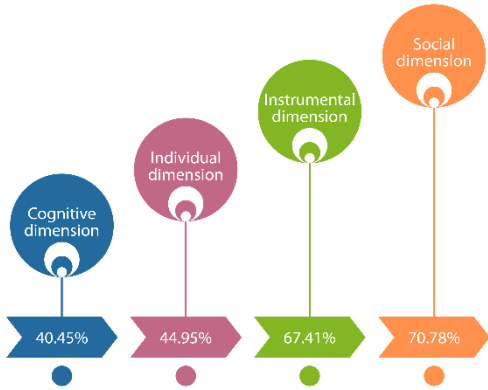 Social
dimension
Instrumental
dimension
Individual
dimension
Cognitive
dimension
40.45%
44.95%
67.41%
70.78%